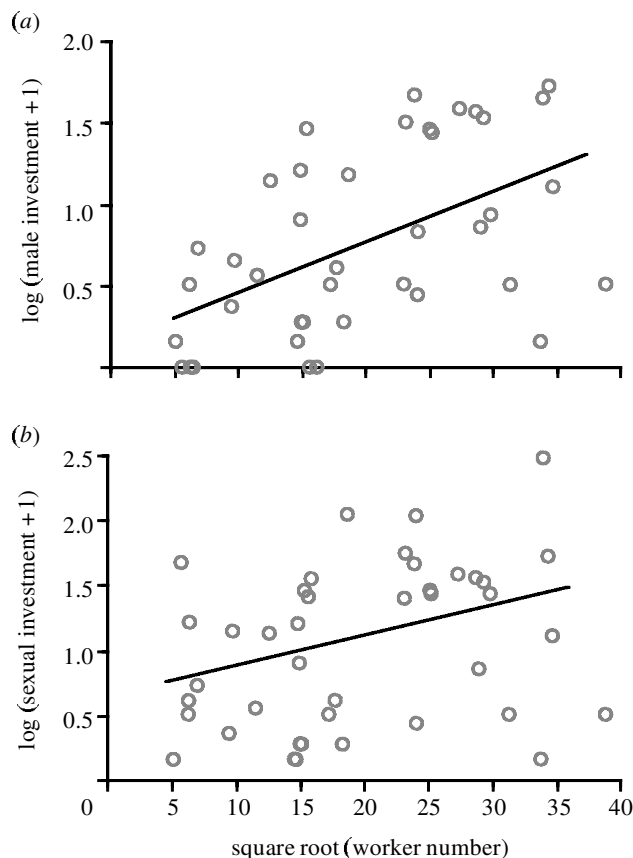 (a)
2.0
1.5
1.0
0.5
log (male investment +1)
(b)
2.5
2.0
1.5
1.0
0.5
log (sexual investment +1)
0 5 10 15 20 25 30 35 40
square root (worker number)